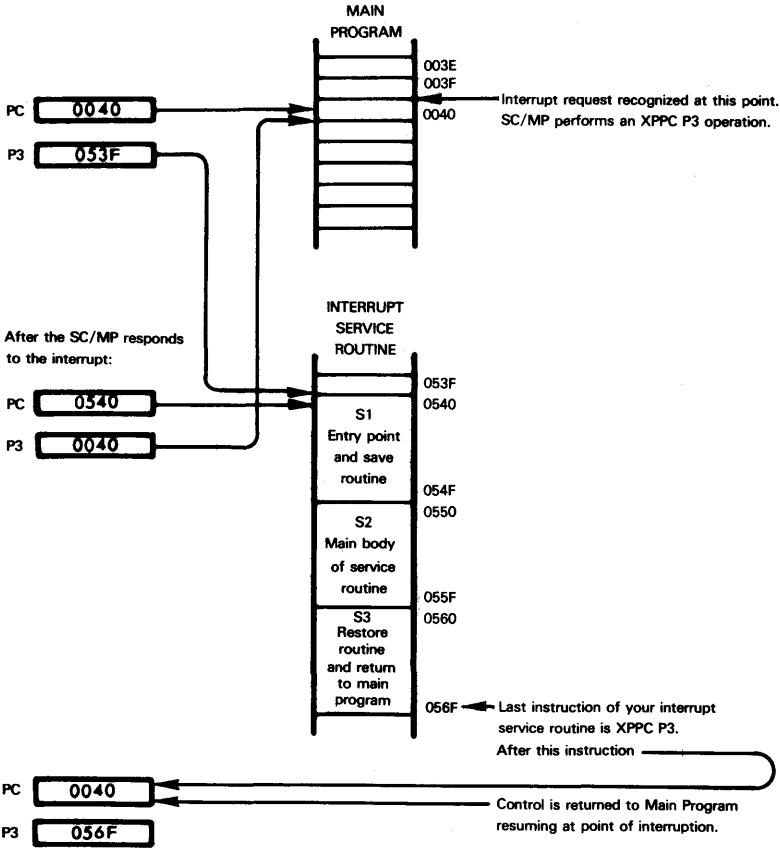 MAIN
PROGRAM
003E
003F
PC 0040
0040
Interrupt request recognized at this point.
SC/MP performs an XPPC P3 operation.
P3 053F
INTERRUPT
SERVICE
ROUTINE
After the SC/MP responds
to the interrupt:
053F
PC 0540
0540
P3 0040
S1
Entry point
and save
routine
054F
0550
S2
Main body
of service
routine
055F
0560
S3
Restore
routine
and return
to main
program
056F
Last instruction of your interrupt
service routine is XPPC P3.
After this instruction
PC 0040
Control is returned to Main Program
resuming at point of interruption.
P3 056F